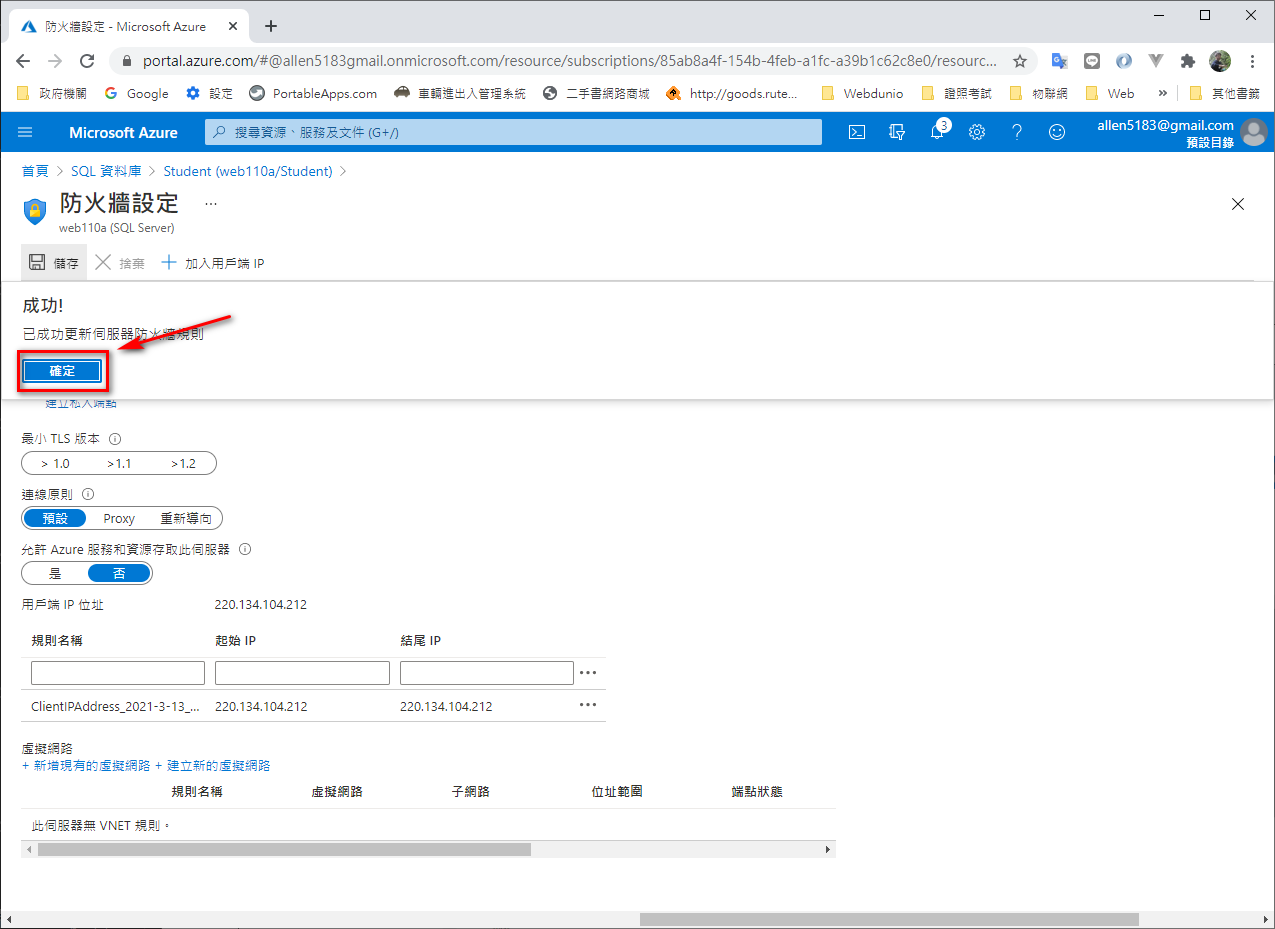 防火牆設定 - Microsoft Azure
portal.azure.com/#@allen5183gmail.onmicrosoft.com/resource/subscriptions/85ab8a4f-154b-4feb-a1fc-a39b1c62c8e0/resourc...
政府機關 Google 設定 PortableApps.com 車輛進出入管理系統 二手書網路商城 http://goods.rute... Webdunio 證照考試 物聯網 Web » 其他書籤
Microsoft Azure 搜尋資源、服務及文件 (G+/) 3 allen5183@gmail.com
預設目錄
首頁 > SQL 資料庫 > Student (web110a/Student) >
防火牆設定 ...
web110a (SQL Server)
儲存 捨棄 加入用戶端 IP
成功!
已成功更新伺服器防火牆規則
確定
建立私人端點
最小 TLS 版本
> 1.0 >1.1 >1.2
連線原則
預設 Proxy 重新導向
允許 Azure 服務和資源存取此伺服器
是 否
用戶端 IP 位址 220.134.104.212
規則名稱 起始 IP 結尾 IP
ClientIPAddress_2021-3-13_... 220.134.104.212 220.134.104.212
虛擬網路
+ 新增現有的虛擬網路 + 建立新的虛擬網路
規則名稱 虛擬網路 子網路 位址範圍 端點狀態
此伺服器無 VNET 規則。